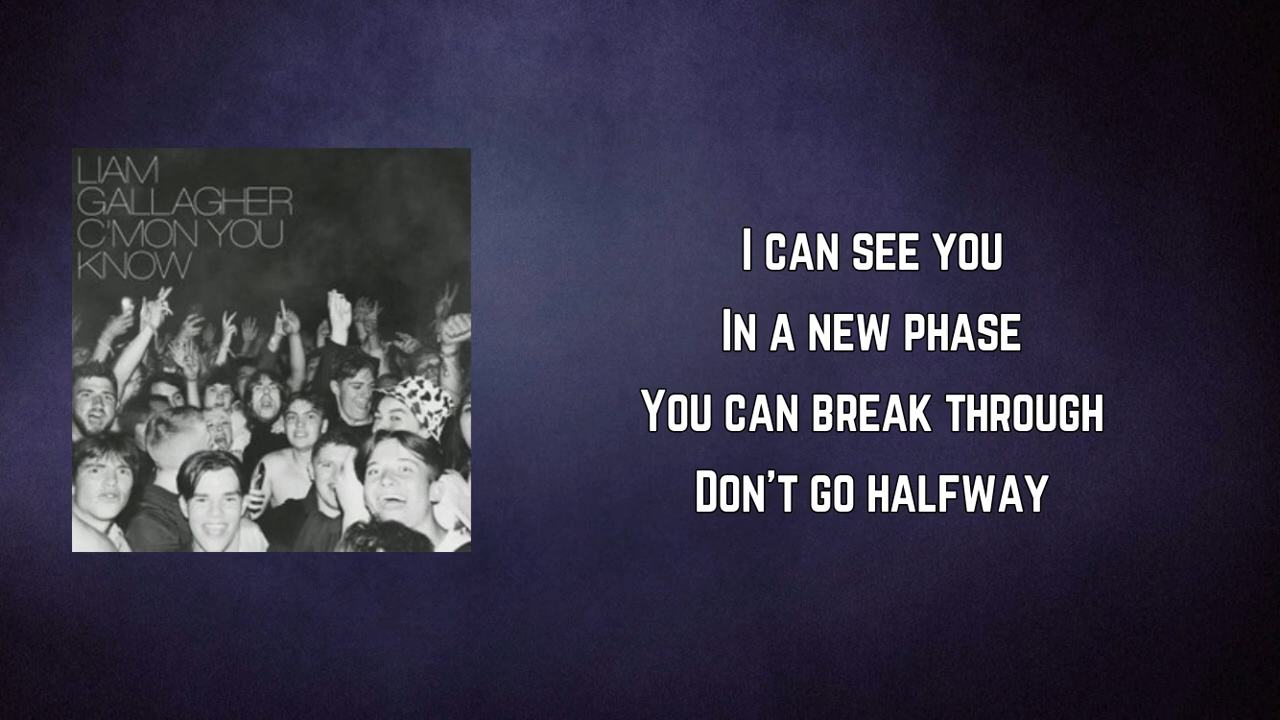 LIAM
GALLAGHER
C'MON YOU
KNOW
I CAN SEE YOU
IN A NEW PHASE
YOU CAN BREAK THROUGH
DON'T GO HALFWAY